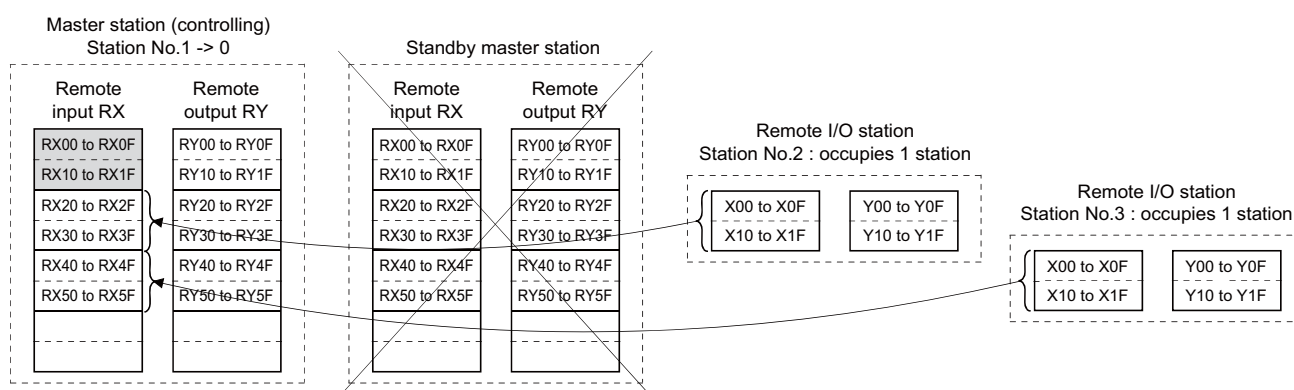 Master station (controlling)
Station No.1 -> 0
Remote
input RX
Remote
output RY
RX00 to RX0F
RX10 to RX1F
RX20 to RX2F
RX30 to RX3F
RX40 to RX4F
RX50 to RX5F
RY00 to RY0F
RY10 to RY1F
RY20 to RY2F
RY30 to RY3F
RY40 to RY4F
RY50 to RY5F
Standby master station
Remote
input RX
Remote
output RY
RX00 to RX0F
RX10 to RX1F
RX20 to RX2F
RX30 to RX3F
RX40 to RX4F
RX50 to RX5F
RY00 to RY0F
RY10 to RY1F
RY20 to RY2F
RY30 to RY3F
RY40 to RY4F
RY50 to RY5F
Remote I/O station
Station No.2 : occupies 1 station
X00 to X0F
X10 to X1F
Y00 to Y0F
Y10 to Y1F
Remote I/O station
Station No.3 : occupies 1 station
X00 to X0F
X10 to X1F
Y00 to Y0F
Y10 to Y1F